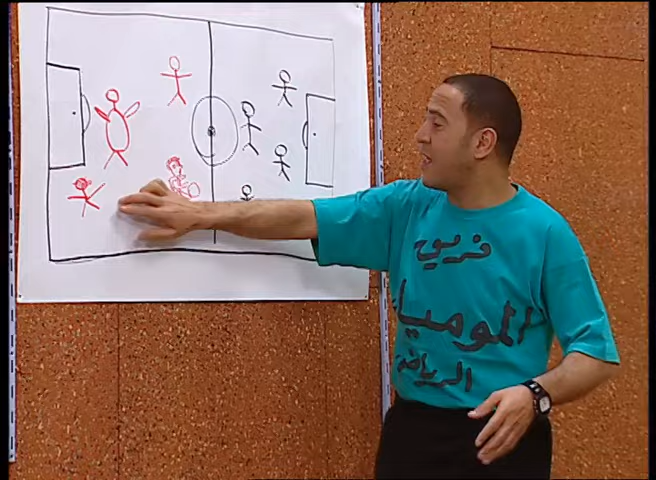 فريق
المومياء
الرياضي